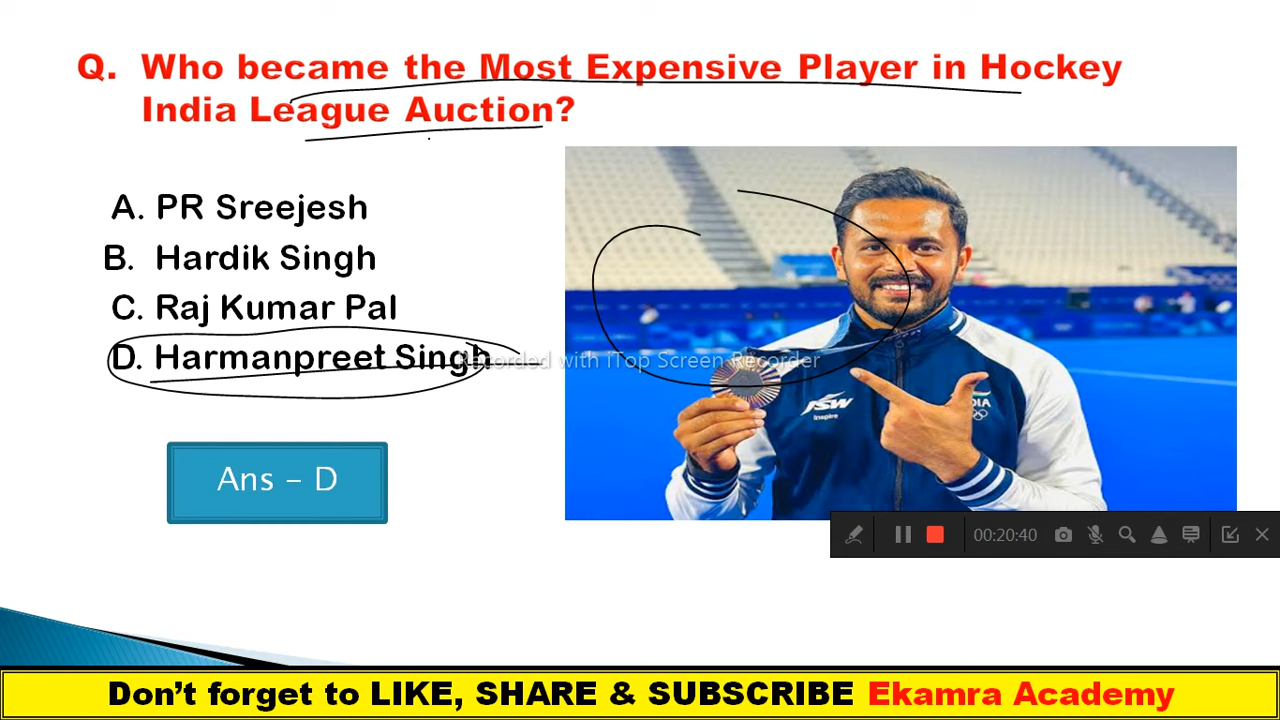 Q. Who became the Most Expensive Player in Hockey
India League Auction?
A. PR Sreejesh
B. Hardik Singh
C. Raj Kumar Pal
D. Harmanpreet Singh
Recorded with iTop Screen Recorder
JSW
Inspire
INDIA
Ans – D
00:20:40
Don't forget to LIKE, SHARE & SUBSCRIBE Ekamra Academy